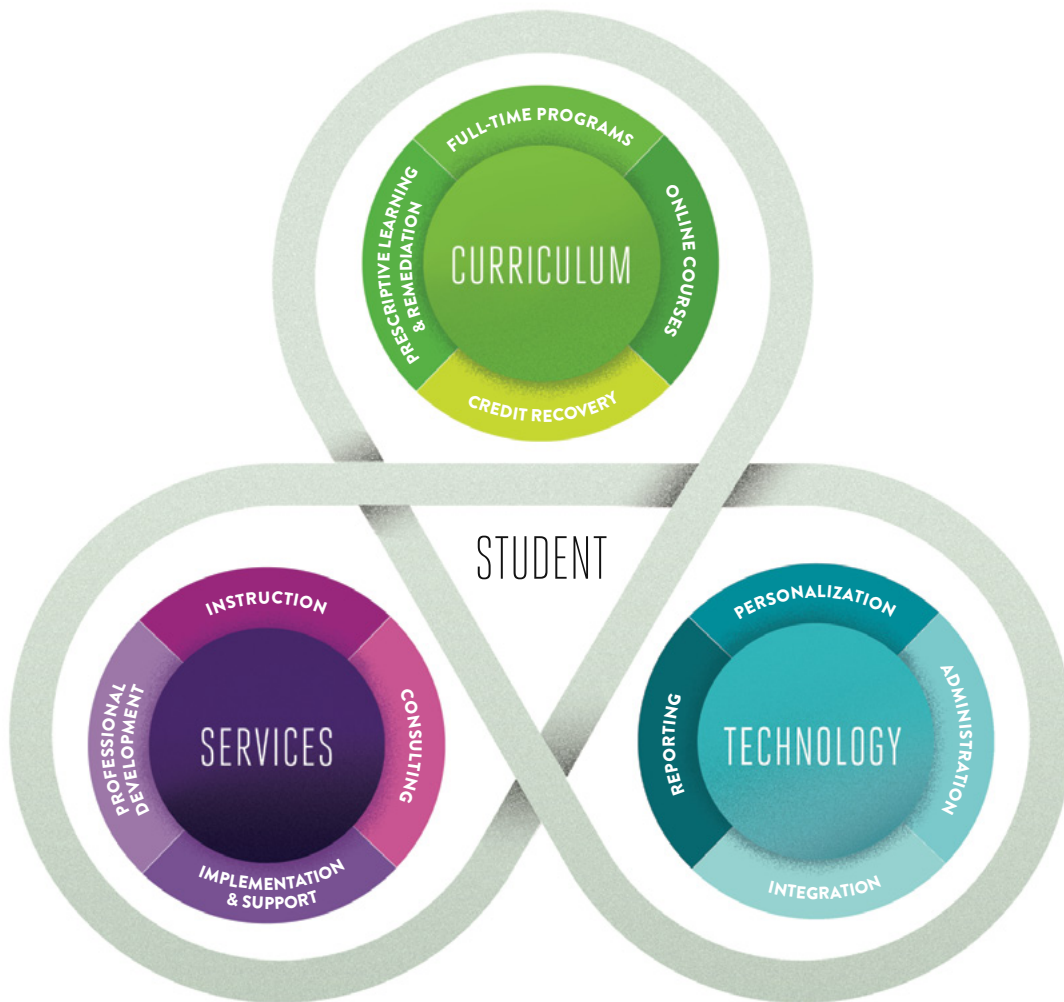 FULL-TIME PROGRAMS
PRESCRIPTIVE LEARNING
& REMEDIATION
CURRICULUM
ONLINE COURSES
CREDIT RECOVERY
STUDENT
INSTRUCTION
PROFESSIONAL
DEVELOPMENT
SERVICES
CONSULTING
IMPLEMENTATION
& SUPPORT
PERSONALIZATION
REPORTING
TECHNOLOGY
ADMINISTRATION
INTEGRATION